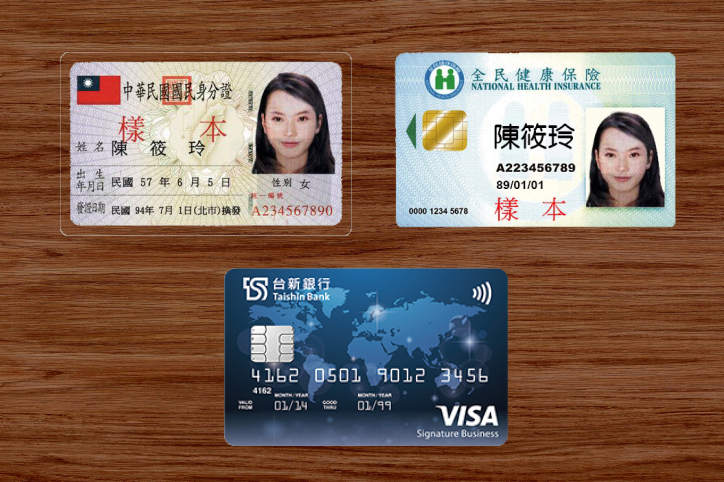 中華民國國民身分證
樣 本
姓名 陳 筱 玲
出生年月日 民國 57 年 6 月 5 日
性別 女
發證日期 民國 94年 7月 1日(北市)換發
統一編號
A234567890
全民健康保險
NATIONAL HEALTH INSURANCE
陳筱玲
A223456789
89/01/01
0000 1234 5678
樣 本
台新銀行
Taishin Bank
4162 0501 9012 3456
4162
VALID FROM MONTH/YEAR 01/14 GOOD THRU MONTH/YEAR 01/99
VISA
Signature Business